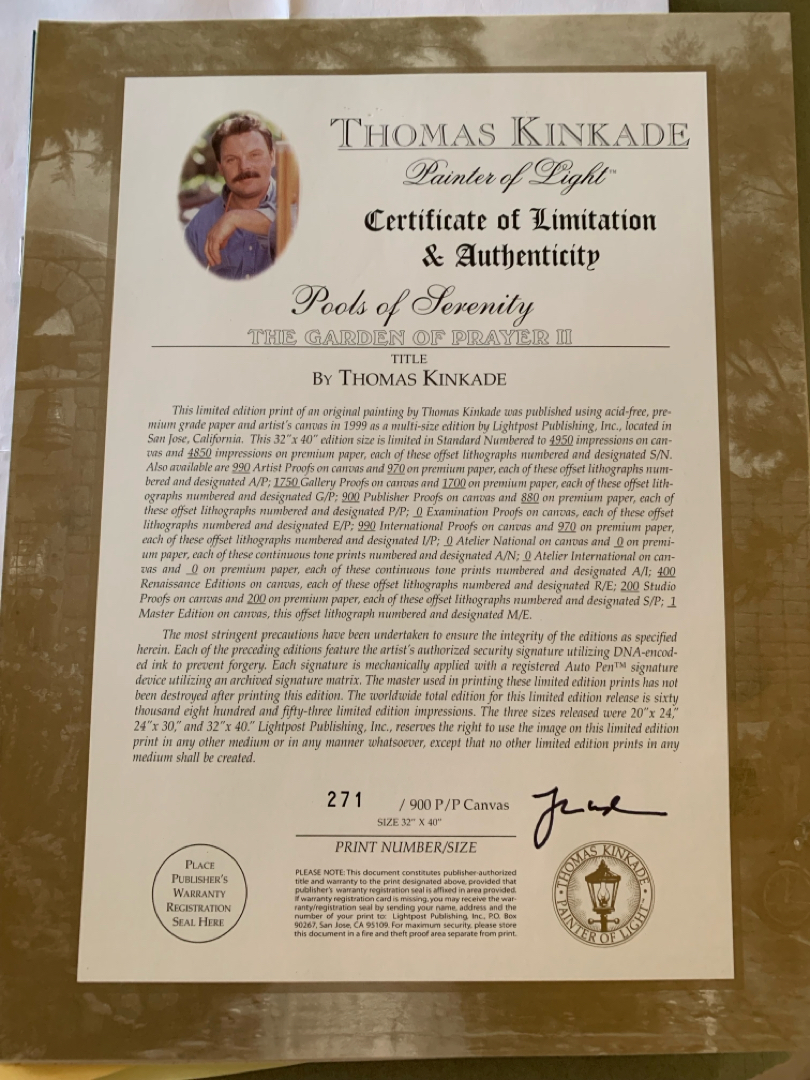 THOMAS KINKADE
Painter of Light™
Certificate of Limitation
& Authenticity
Pools of Serenity
THE GARDEN OF PRAYER II
TITLE
BY THOMAS KINKADE
This limited edition print of an original painting by Thomas Kinkade was published using acid-free, pre-
mium grade paper and artist's canvas in 1999 as a multi-size edition by Lightpost Publishing, Inc., located in
San Jose, California. This 32"x 40" edition size is limited in Standard Numbered to 4950 impressions on can-
vas and 4850 impressions on premium paper, each of these offset lithographs numbered and designated S/N.
Also available are 990 Artist Proofs on canvas and 970 on premium paper, each of these offset lithographs num-
bered and designated A/P; 1750 Gallery Proofs on canvas and 1700 on premium paper, each of these offset lith-
ographs numbered and designated G/P; 900 Publisher Proofs on canvas and 880 on premium paper, each of
these offset lithographs numbered and designated P/P; 0 Examination Proofs on canvas, each of these offset
lithographs numbered and designated E/P; 990 International Proofs on canvas and 970 on premium paper,
each of these offset lithographs numbered and designated I/P; 0 Atelier National on canvas and 0 on premi-
um paper, each of these continuous tone prints numbered and designated A/N; 0 Atelier International on can-
vas and 0 on premium paper, each of these continuous tone prints numbered and designated A/I; 400
Renaissance Editions on canvas, each of these offset lithographs numbered and designated R/E; 200 Studio
Proofs on canvas and 200 on premium paper, each of these offset lithographs numbered and designated S/P; 1
Master Edition on canvas, this offset lithograph numbered and designated M/E.
The most stringent precautions have been undertaken to ensure the integrity of the editions as specified
herein. Each of the preceding editions feature the artist's authorized security signature utilizing DNA-encod-
ed ink to prevent forgery. Each signature is mechanically applied with a registered Auto Pen™ signature
device utilizing an archived signature matrix. The master used in printing these limited edition prints has not
been destroyed after printing this edition. The worldwide total edition for this limited edition release is sixty
thousand eight hundred and fifty-three limited edition impressions. The three sizes released were 20"x 24,"
24"x 30," and 32"x 40." Lightpost Publishing, Inc., reserves the right to use the image on this limited edition
print in any other medium or in any manner whatsoever, except that no other limited edition prints in any
medium shall be created.
271 / 900 P/P Canvas
SIZE 32" X 40"
PRINT NUMBER/SIZE
PLACE
PUBLISHER'S
WARRANTY
REGISTRATION
SEAL HERE
PLEASE NOTE: This document constitutes publisher-authorized
title and warranty to the print designated above, provided that
publisher's warranty registration seal is affixed in area provided.
If warranty registration card is missing, you may receive the war-
ranty/registration seal by sending your name, address and the
number of your print to: Lightpost Publishing, Inc., P.O. Box
90267, San Jose, CA 95109. For maximum security, please store
this document in a fire and theft proof area separate from print.
THOMAS KINKADE
PAINTER OF LIGHT